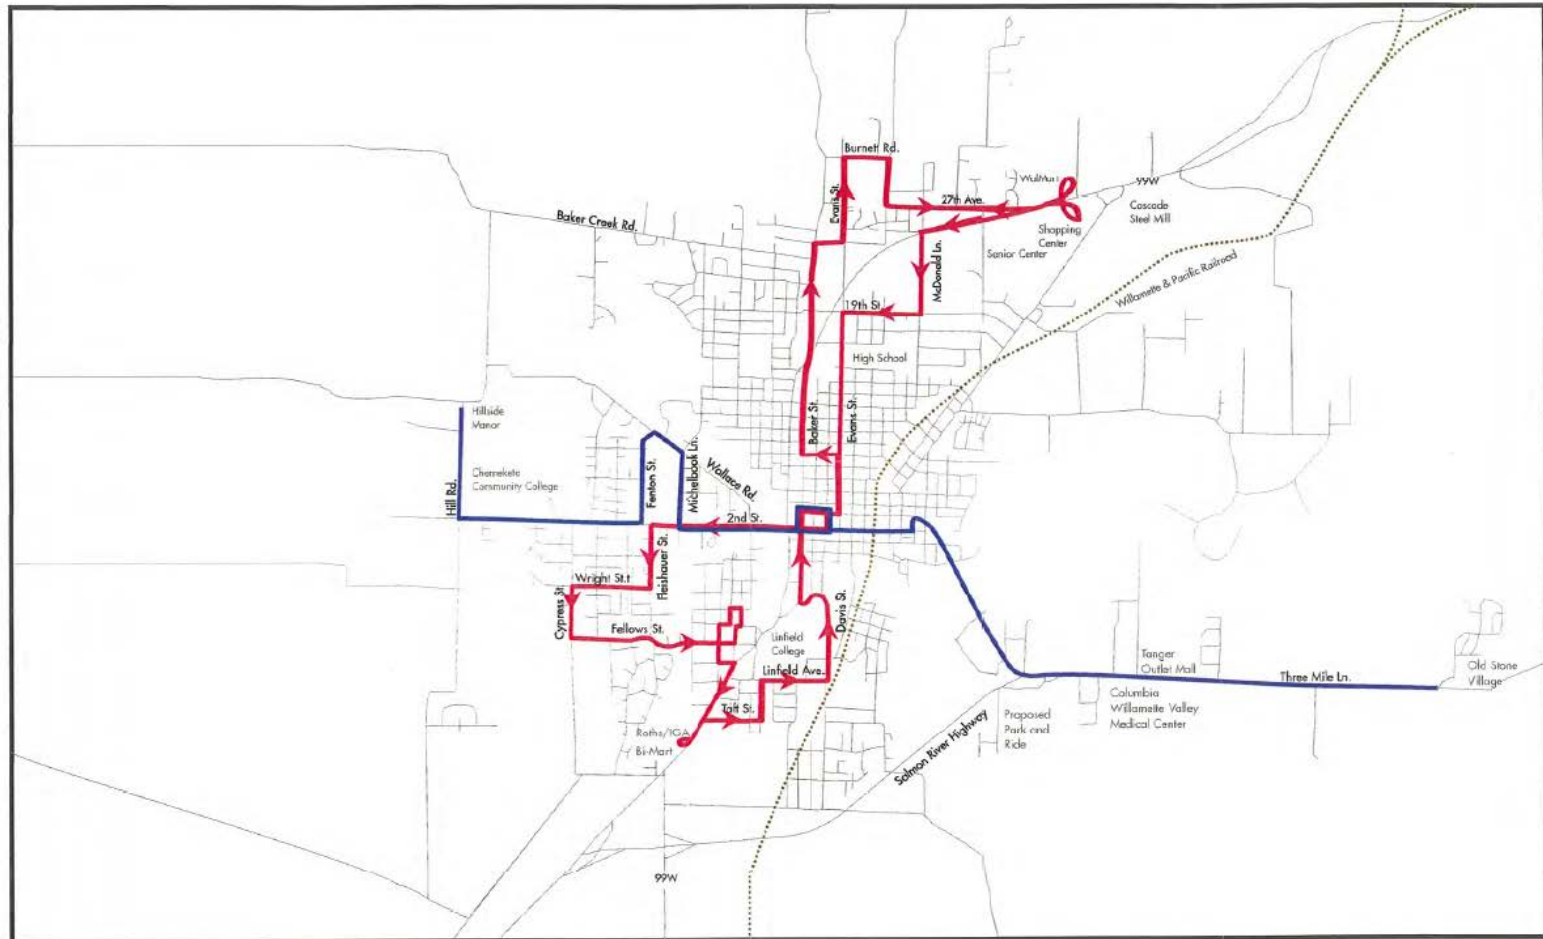 Burnett Rd.
WalMart
99W
Evans St.
27th Ave.
Cascade
Steel Mill
Baker Creek Rd.
Shopping
Center
Senior Center
McDonald Ln.
Willamette & Pacific Railroad
19th St.
High School
Hillside
Manor
Baker St.
Evans St.
Chemeketa
Community College
Hill Rd.
Fenton St.
Michelbook Ln.
Wallace Rd.
2nd St.
Fleishauer St.
Wright St.t
Cypress St.
Fellows St.
Davis St.
Linfield
College
Linfield Ave.
Tanger
Outlet Mall
Three Mile Ln.
Old Stone
Village
Columbia
Willamette Valley
Medical Center
Taft St.
Proposed
Park and
Ride
Roths/IGA
Bi-Mart
Salmon River Highway
99W